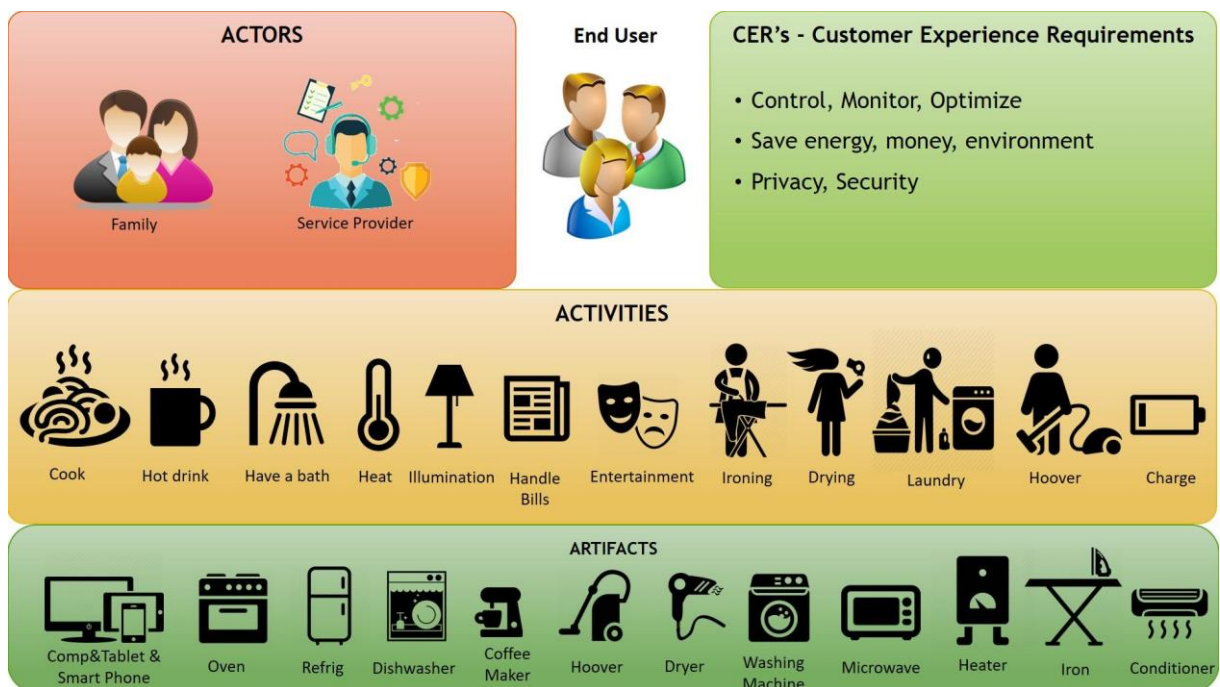 ACTORS
Family
Service Provider
End User
CER's - Customer Experience Requirements
• Control, Monitor, Optimize
• Save energy, money, environment
• Privacy, Security
ACTIVITIES
Cook
Hot drink
Have a bath
Heat
Illumination
Handle
Bills
Entertainment
Ironing
Drying
Laundry
Hoover
Charge
ARTIFACTS
Comp&Tablet &
Smart Phone
Oven
Refrig
Dishwasher
Coffee
Maker
Hoover
Dryer
Washing
Machine
Microwave
Heater
Iron
Conditioner